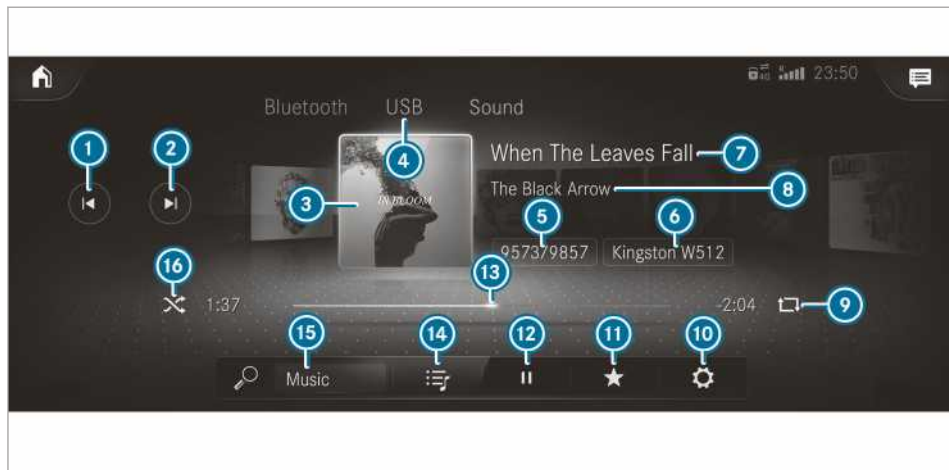 4G 23:50
Bluetooth USB Sound
1 2 4
When The Leaves Fall 7
The Black Arrow 8
3 IN BLOOM
5 6
957379857 Kingston W512
16 13
1:37 -2:04 9
15 14 12 11 10
Music